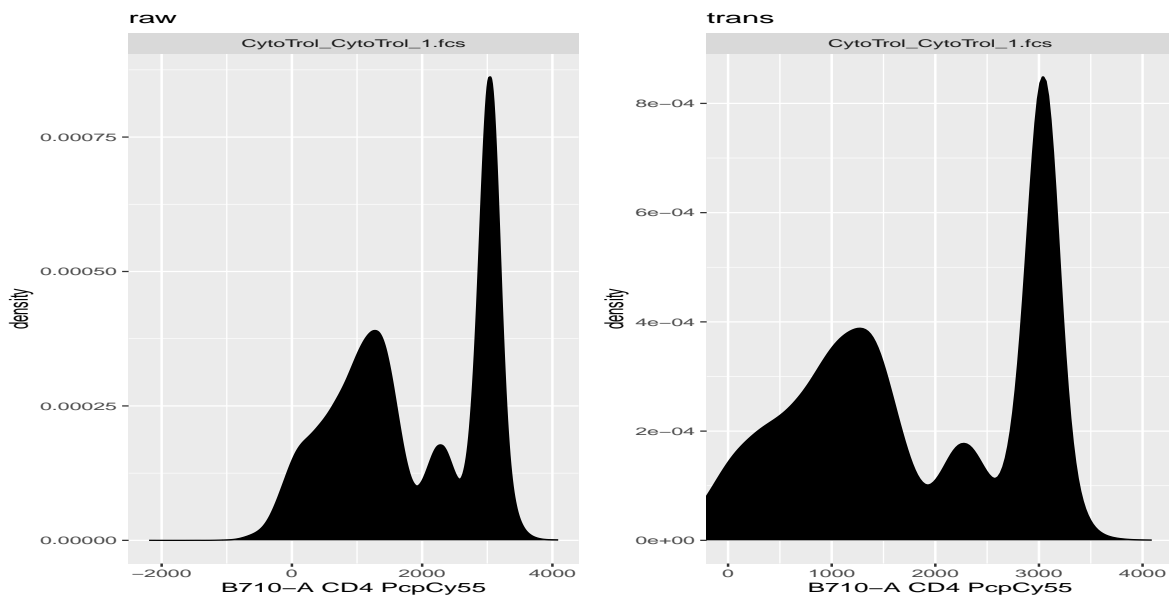 raw
CytoTrol_CytoTrol_1.fcs
0.00075
0.00050
0.00025
0.00000
density
−2000 0 2000 4000
B710−A CD4 PcpCy55
trans
CytoTrol_CytoTrol_1.fcs
8e−04
6e−04
4e−04
2e−04
0e+00
density
0 1000 2000 3000 4000
B710−A CD4 PcpCy55